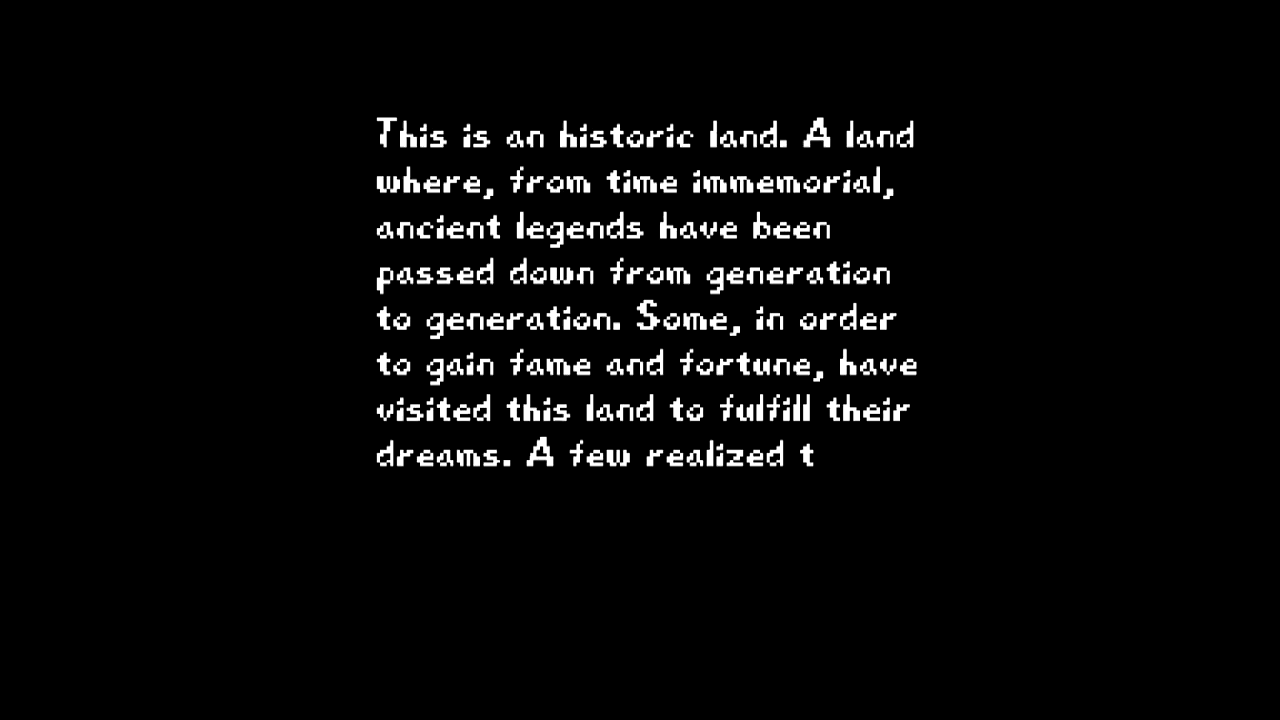 This is an historic land. A land
where, from time immemorial,
ancient legends have been
passed down from generation
to generation. Some, in order
to gain fame and fortune, have
visited this land to fulfill their
dreams. A few realized t